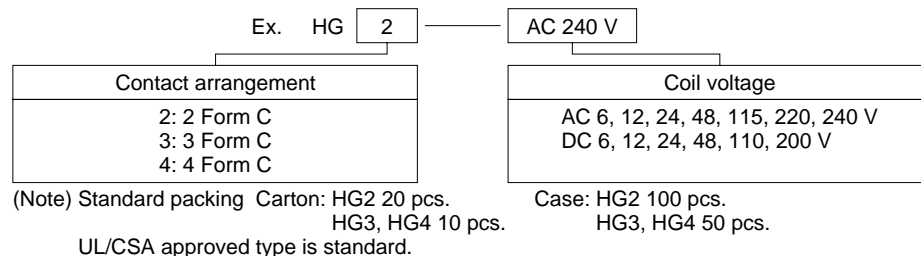 Ex. HG 2 AC 240 V
Contact arrangement
2: 2 Form C
3: 3 Form C
4: 4 Form C
Coil voltage
AC 6, 12, 24, 48, 115, 220, 240 V
DC 6, 12, 24, 48, 110, 200 V
(Note) Standard packing Carton: HG2 20 pcs. Case: HG2 100 pcs.
HG3, HG4 10 pcs. HG3, HG4 50 pcs.
UL/CSA approved type is standard.